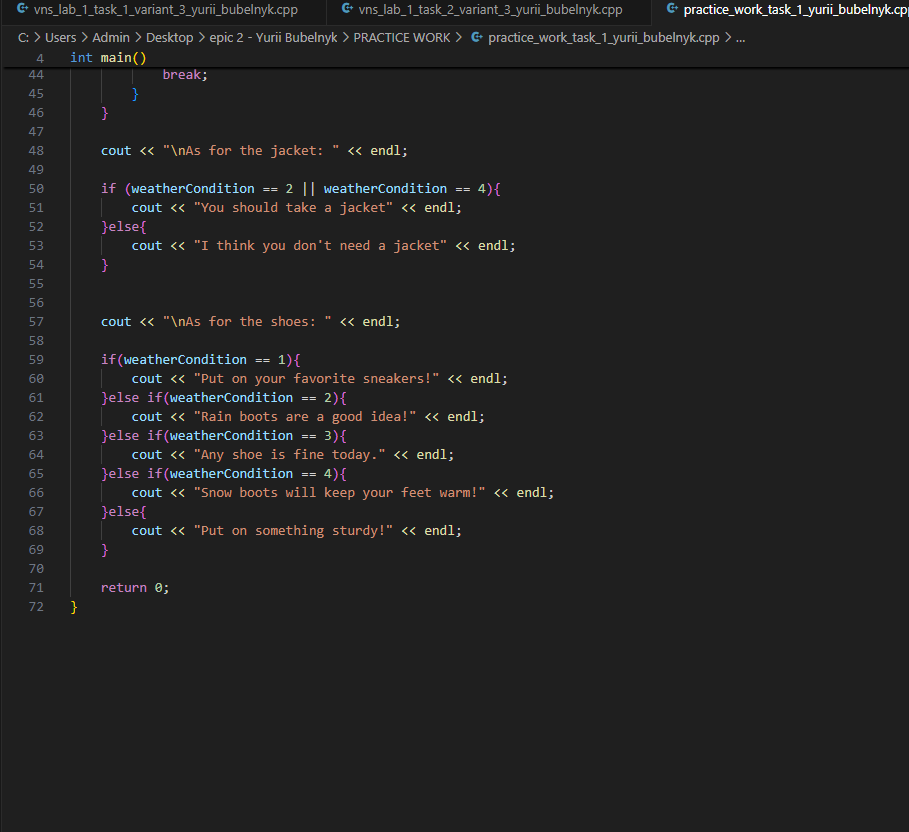 vns_lab_1_task_1_variant_3_yurii_bubelnyk.cpp vns_lab_1_task_2_variant_3_yurii_bubelnyk.cpp practice_work_task_1_yurii_bubelnyk.cpp
C: > Users > Admin > Desktop > epic 2 - Yurii Bubelnyk > PRACTICE WORK > practice_work_task_1_yurii_bubelnyk.cpp > ...
4 int main()
44 break;
45 }
46 }
47
48 cout << "\nAs for the jacket: " << endl;
49
50 if (weatherCondition == 2 || weatherCondition == 4){
51 cout << "You should take a jacket" << endl;
52 }else{
53 cout << "I think you don't need a jacket" << endl;
54 }
55
56
57 cout << "\nAs for the shoes: " << endl;
58
59 if(weatherCondition == 1){
60 cout << "Put on your favorite sneakers!" << endl;
61 }else if(weatherCondition == 2){
62 cout << "Rain boots are a good idea!" << endl;
63 }else if(weatherCondition == 3){
64 cout << "Any shoe is fine today." << endl;
65 }else if(weatherCondition == 4){
66 cout << "Snow boots will keep your feet warm!" << endl;
67 }else{
68 cout << "Put on something sturdy!" << endl;
69 }
70
71 return 0;
72 }